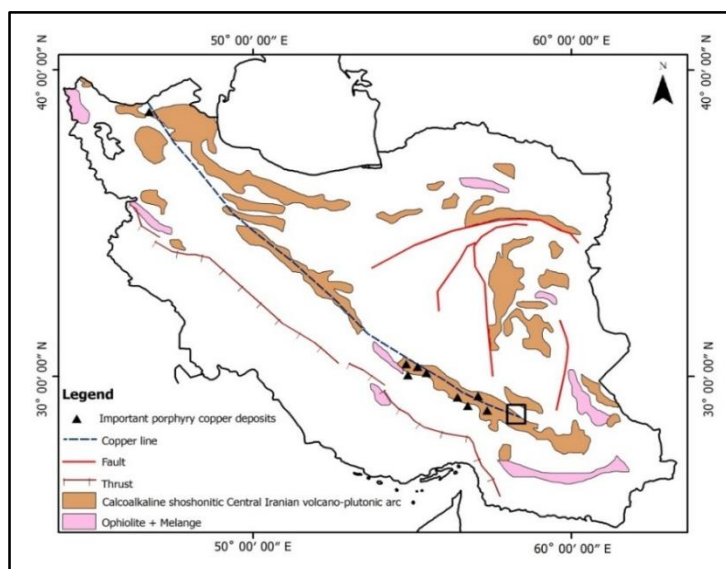 50° 00′ 00″ E
60° 00′ 00″ E
40° 00′ 00″ N
40° 00′ 00″ N
N
30° 00′ 00″ N
30° 00′ 00″ N
Legend
Important porphyry copper deposits
Copper line
Fault
Thrust
Calcoalkaline shoshonitic Central Iranian volcano-plutonic arc
Ophiolite + Melange
50° 00′ 00″ E
60° 00′ 00″ E